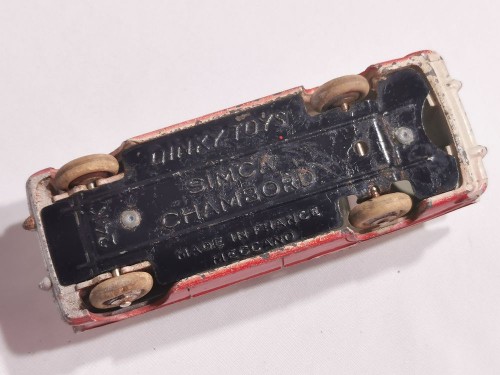 DINKY TOYS
SIMCA
CHAMBORD
24K
MADE IN FRANCE
MECCANO